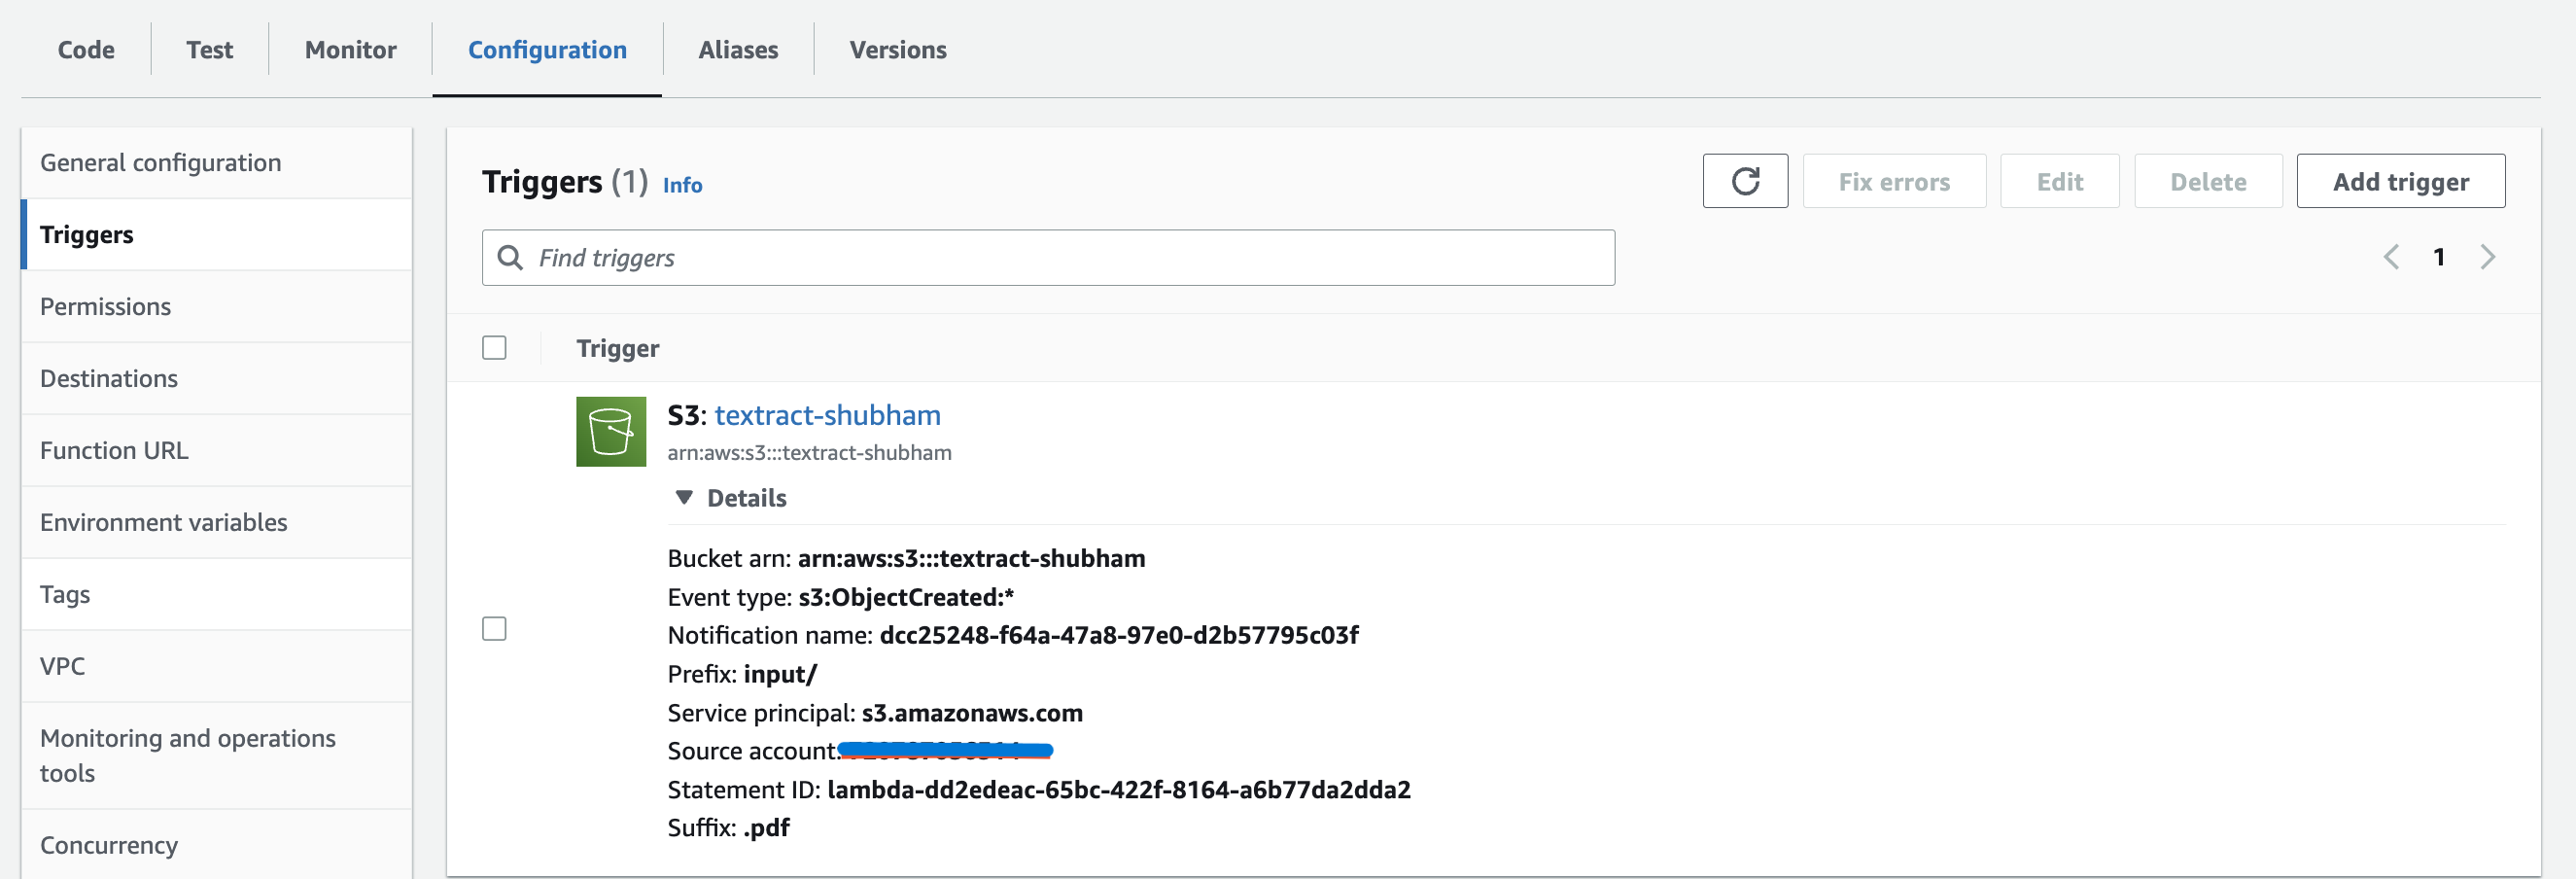 Code
Test
Monitor
Configuration
Aliases
Versions
General configuration
Triggers
Permissions
Destinations
Function URL
Environment variables
Tags
VPC
Monitoring and operations
tools
Concurrency
Triggers (1) Info
Fix errors
Edit
Delete
Add trigger
Find triggers
1
Trigger
S3: textract-shubham
arn:aws:s3:::textract-shubham
Details
Bucket arn: arn:aws:s3:::textract-shubham
Event type: s3:ObjectCreated:*
Notification name: dcc25248-f64a-47a8-97e0-d2b57795c03f
Prefix: input/
Service principal: s3.amazonaws.com
Source account:
Statement ID: lambda-dd2edeac-65bc-422f-8164-a6b77da2dda2
Suffix: .pdf